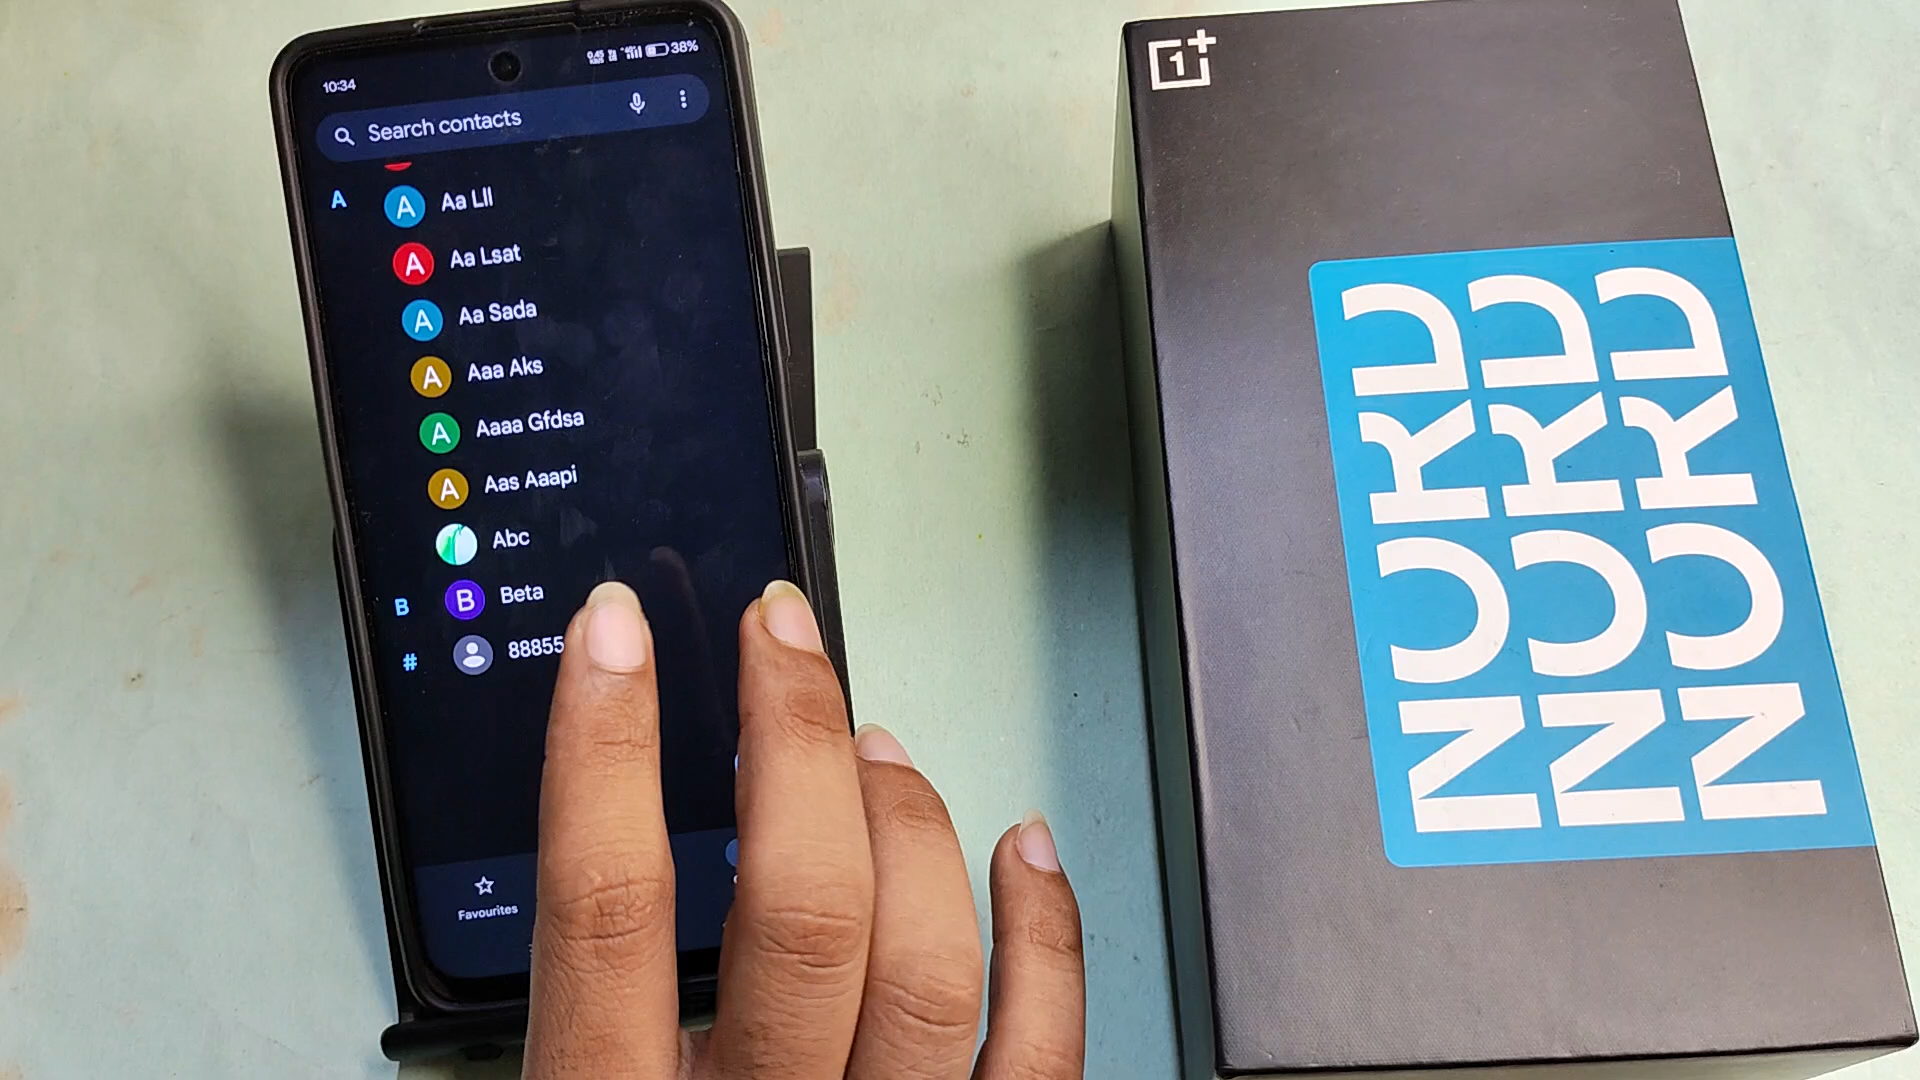 10:34
38%
Search contacts
A
A Aa Lll
A Aa Lsat
A Aa Sada
A Aaa Aks
A Aaaa Gfdsa
A Aas Aaapi
Abc
B B Beta
# 88855
Favourites
1+
NORD
NORD
NORD